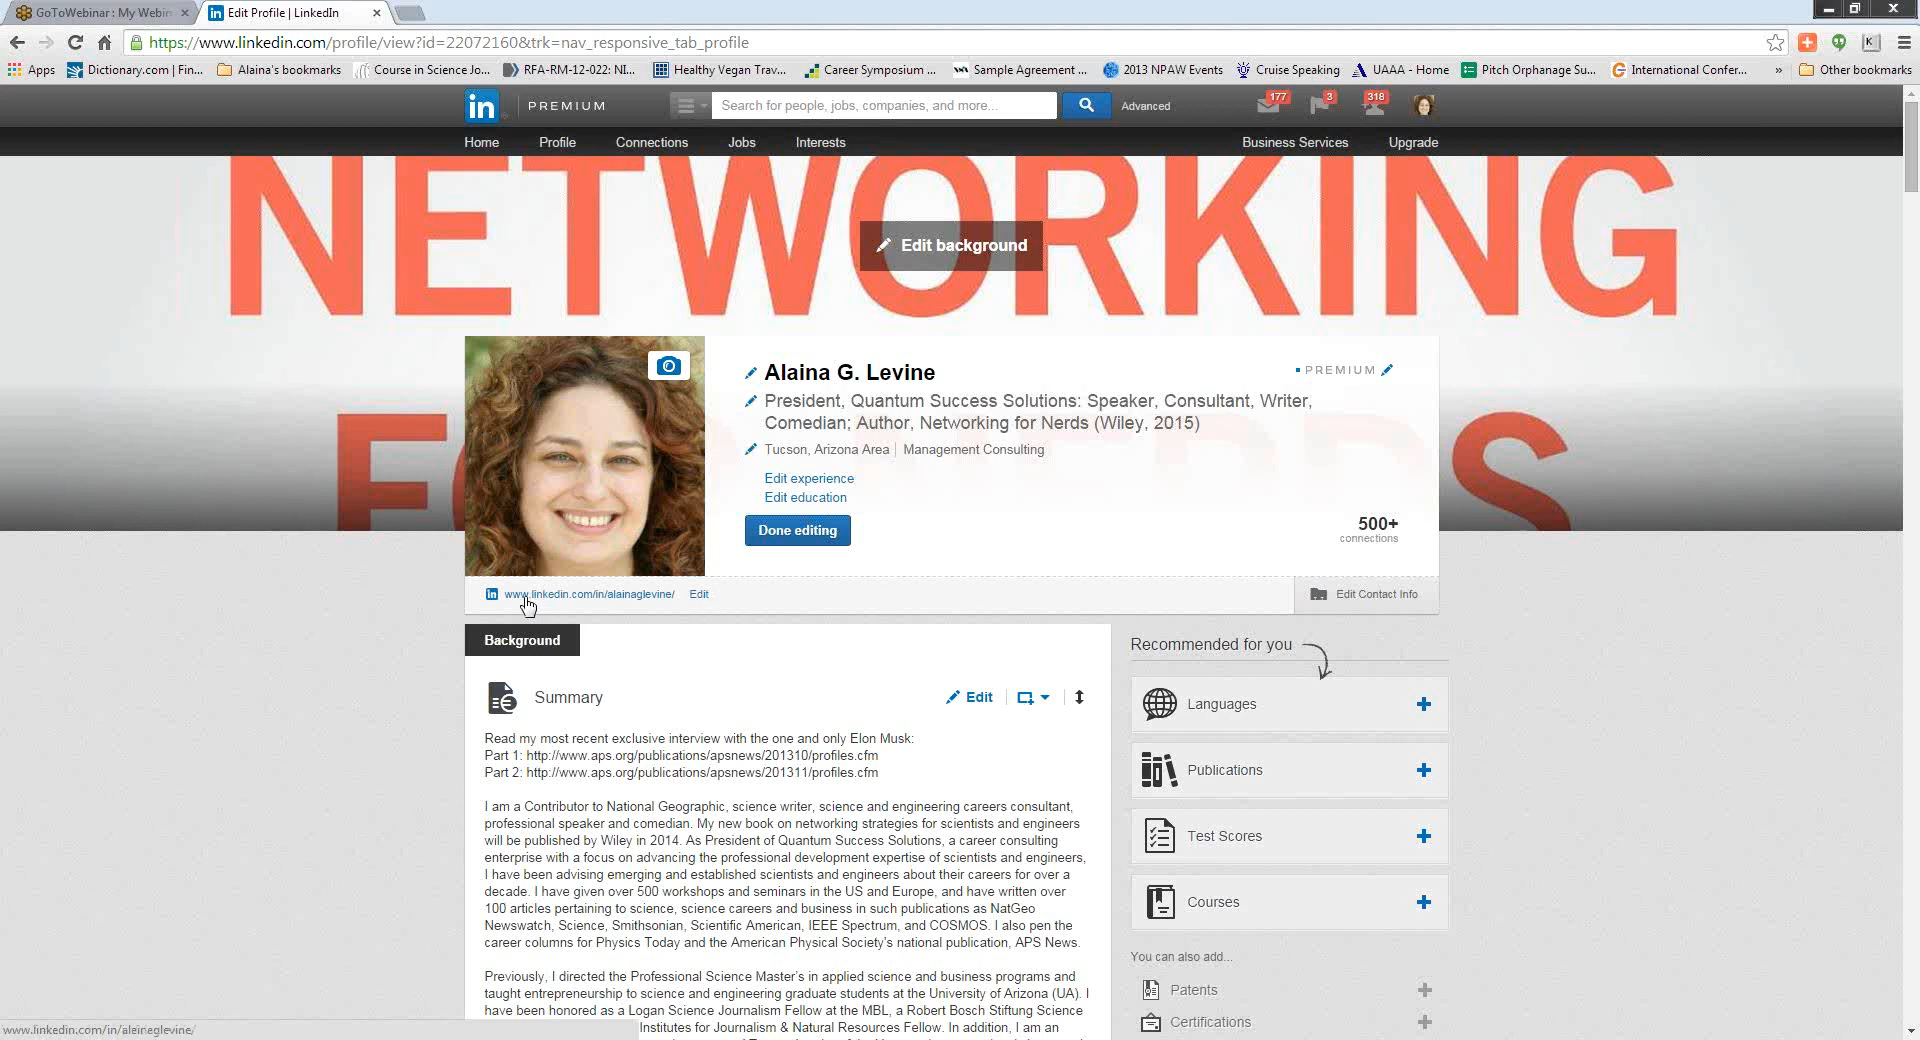 GoToWebinar : My Webin
Edit Profile | LinkedIn
https://www.linkedin.com/profile/view?id=22072160&trk=nav_responsive_tab_profile
Apps
Dictionary.com | Fin...
Alaina's bookmarks
Course in Science Jo...
RFA-RM-12-022: NI...
Healthy Vegan Trav...
Career Symposium ...
Sample Agreement ...
2013 NPAW Events
Cruise Speaking
UAAA - Home
Pitch Orphanage Su...
International Confer...
»
Other bookmarks
in PREMIUM
Search for people, jobs, companies, and more...
Advanced
177
3
318
Home
Profile
Connections
Jobs
Interests
Business Services
Upgrade
NETWORKING
Edit background
Alaina G. Levine
PREMIUM
President, Quantum Success Solutions: Speaker, Consultant, Writer,
Comedian; Author, Networking for Nerds (Wiley, 2015)
Tucson, Arizona Area | Management Consulting
Edit experience
Edit education
Done editing
500+
connections
www.linkedin.com/in/alainaglevine/ Edit
Edit Contact Info
Background
Summary
Edit
Read my most recent exclusive interview with the one and only Elon Musk:
Part 1: http://www.aps.org/publications/apsnews/201310/profiles.cfm
Part 2: http://www.aps.org/publications/apsnews/201311/profiles.cfm
I am a Contributor to National Geographic, science writer, science and engineering careers consultant,
professional speaker and comedian. My new book on networking strategies for scientists and engineers
will be published by Wiley in 2014. As President of Quantum Success Solutions, a career consulting
enterprise with a focus on advancing the professional development expertise of scientists and engineers,
I have been advising emerging and established scientists and engineers about their careers for over a
decade. I have given over 500 workshops and seminars in the US and Europe, and have written over
100 articles pertaining to science, science careers and business in such publications as NatGeo
Newswatch, Science, Smithsonian, Scientific American, IEEE Spectrum, and COSMOS. I also pen the
career columns for Physics Today and the American Physical Society's national publication, APS News.
Previously, I directed the Professional Science Master's in applied science and business programs and
taught entrepreneurship to science and engineering graduate students at the University of Arizona (UA). I
have been honored as a Logan Science Journalism Fellow at the MBL, a Robert Bosch Stiftung Science
Institutes for Journalism & Natural Resources Fellow. In addition, I am an
Recommended for you
Languages
Publications
Test Scores
Courses
You can also add...
Patents
Certifications
www.linkedin.com/in/aleineglevine/